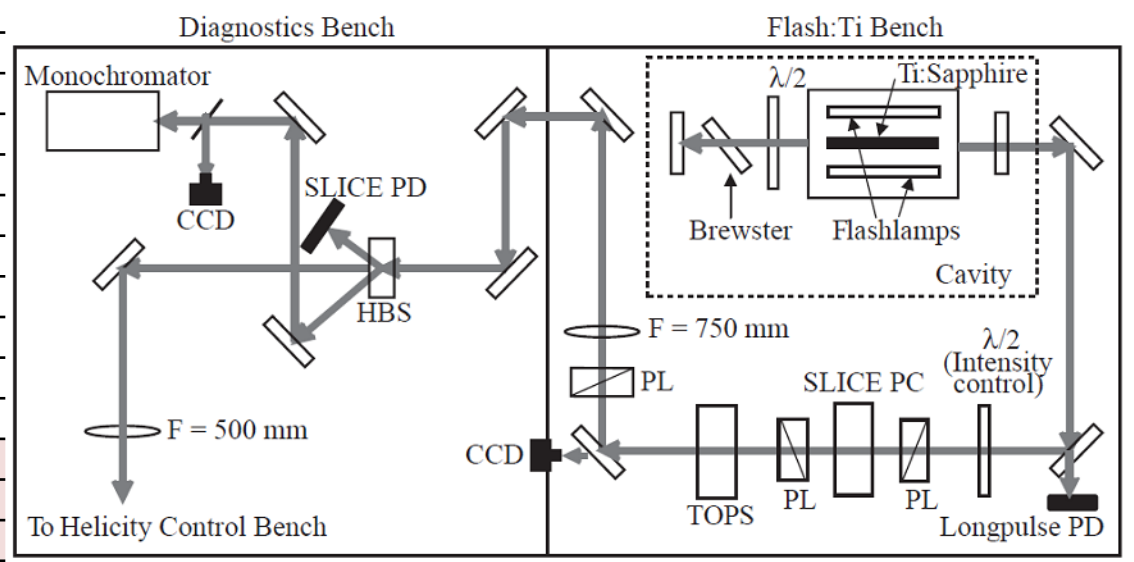 Diagnostics Bench
Flash:Ti Bench
Monochromator
λ/2
Ti:Sapphire
SLICE PD
CCD
Brewster
Flashlamps
HBS
Cavity
F = 750 mm
λ/2
(Intensity
control)
PL
SLICE PC
F = 500 mm
CCD
PL
PL
TOPS
To Helicity Control Bench
Longpulse PD